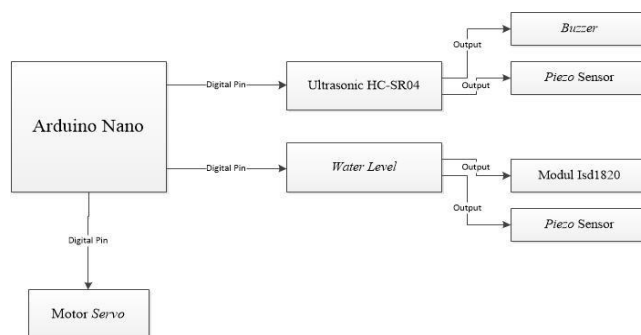 Buzzer
Output
Digital Pin
Ultrasonic HC-SR04
Output
Piezo Sensor
Arduino Nano
Digital Pin
Water Level
Output
Modul Isd1820
Output
Piezo Sensor
Digital Pin
Motor Servo